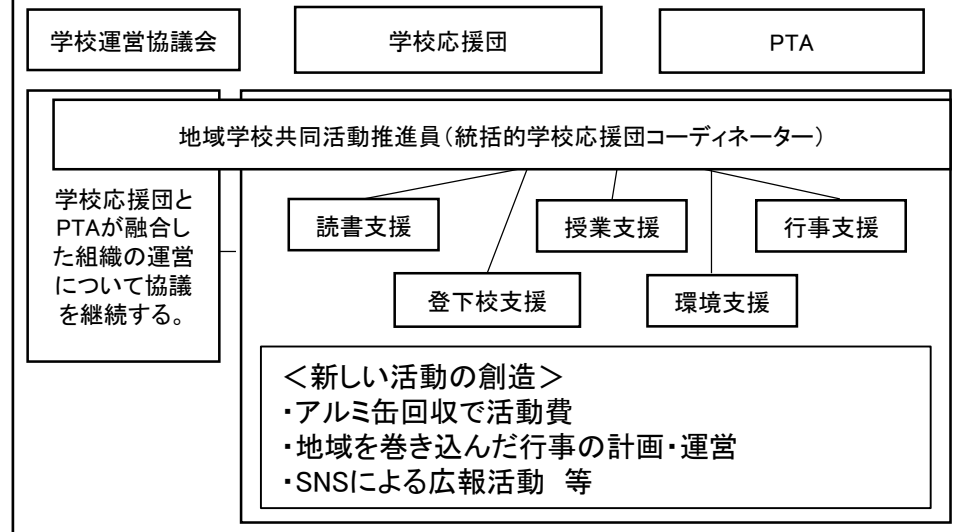 学校運営協議会
学校応援団
PTA
地域学校共同活動推進員(統括的学校応援団コーディネーター)
学校応援団と
PTAが融合し
た組織の運営
について協議
を継続する。
読書支援
授業支援
行事支援
登下校支援
環境支援
＜新しい活動の創造＞
・アルミ缶回収で活動費
・地域を巻き込んだ行事の計画・運営
・SNSによる広報活動　等